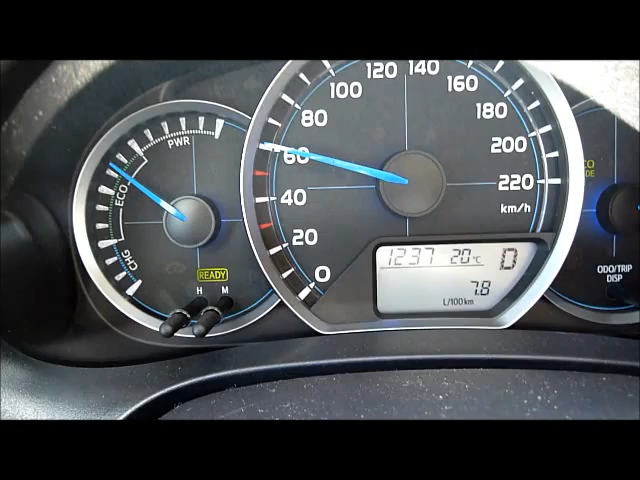 PWR
ECO
CHG
READY
H M
0
20
40
60
80
100
120
140
160
180
200
220
km/h
1237 20°C D
7.8
L/100km
ODO/TRIP
DISP